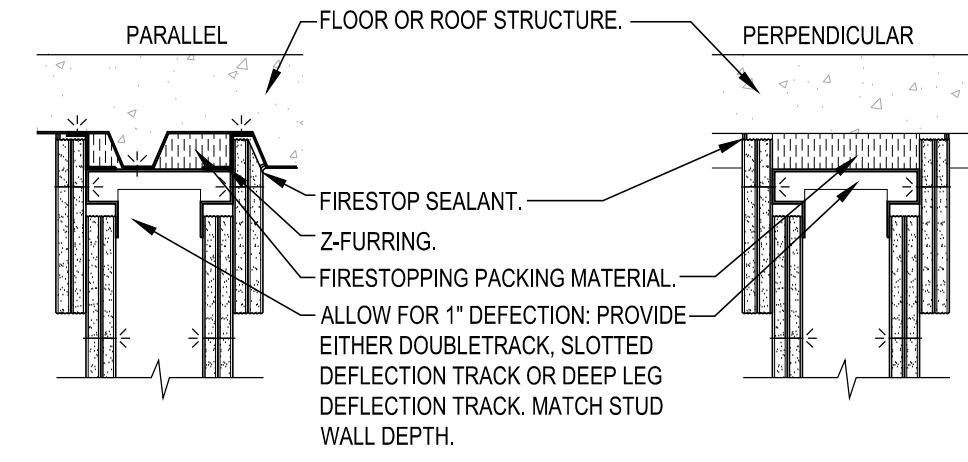 PARALLEL
FLOOR OR ROOF STRUCTURE.
PERPENDICULAR
FIRESTOP SEALANT.
Z-FURRING.
FIRESTOPPING PACKING MATERIAL.
ALLOW FOR 1" DEFECTION: PROVIDE
EITHER DOUBLETRACK, SLOTTED
DEFLECTION TRACK OR DEEP LEG
DEFLECTION TRACK. MATCH STUD
WALL DEPTH.